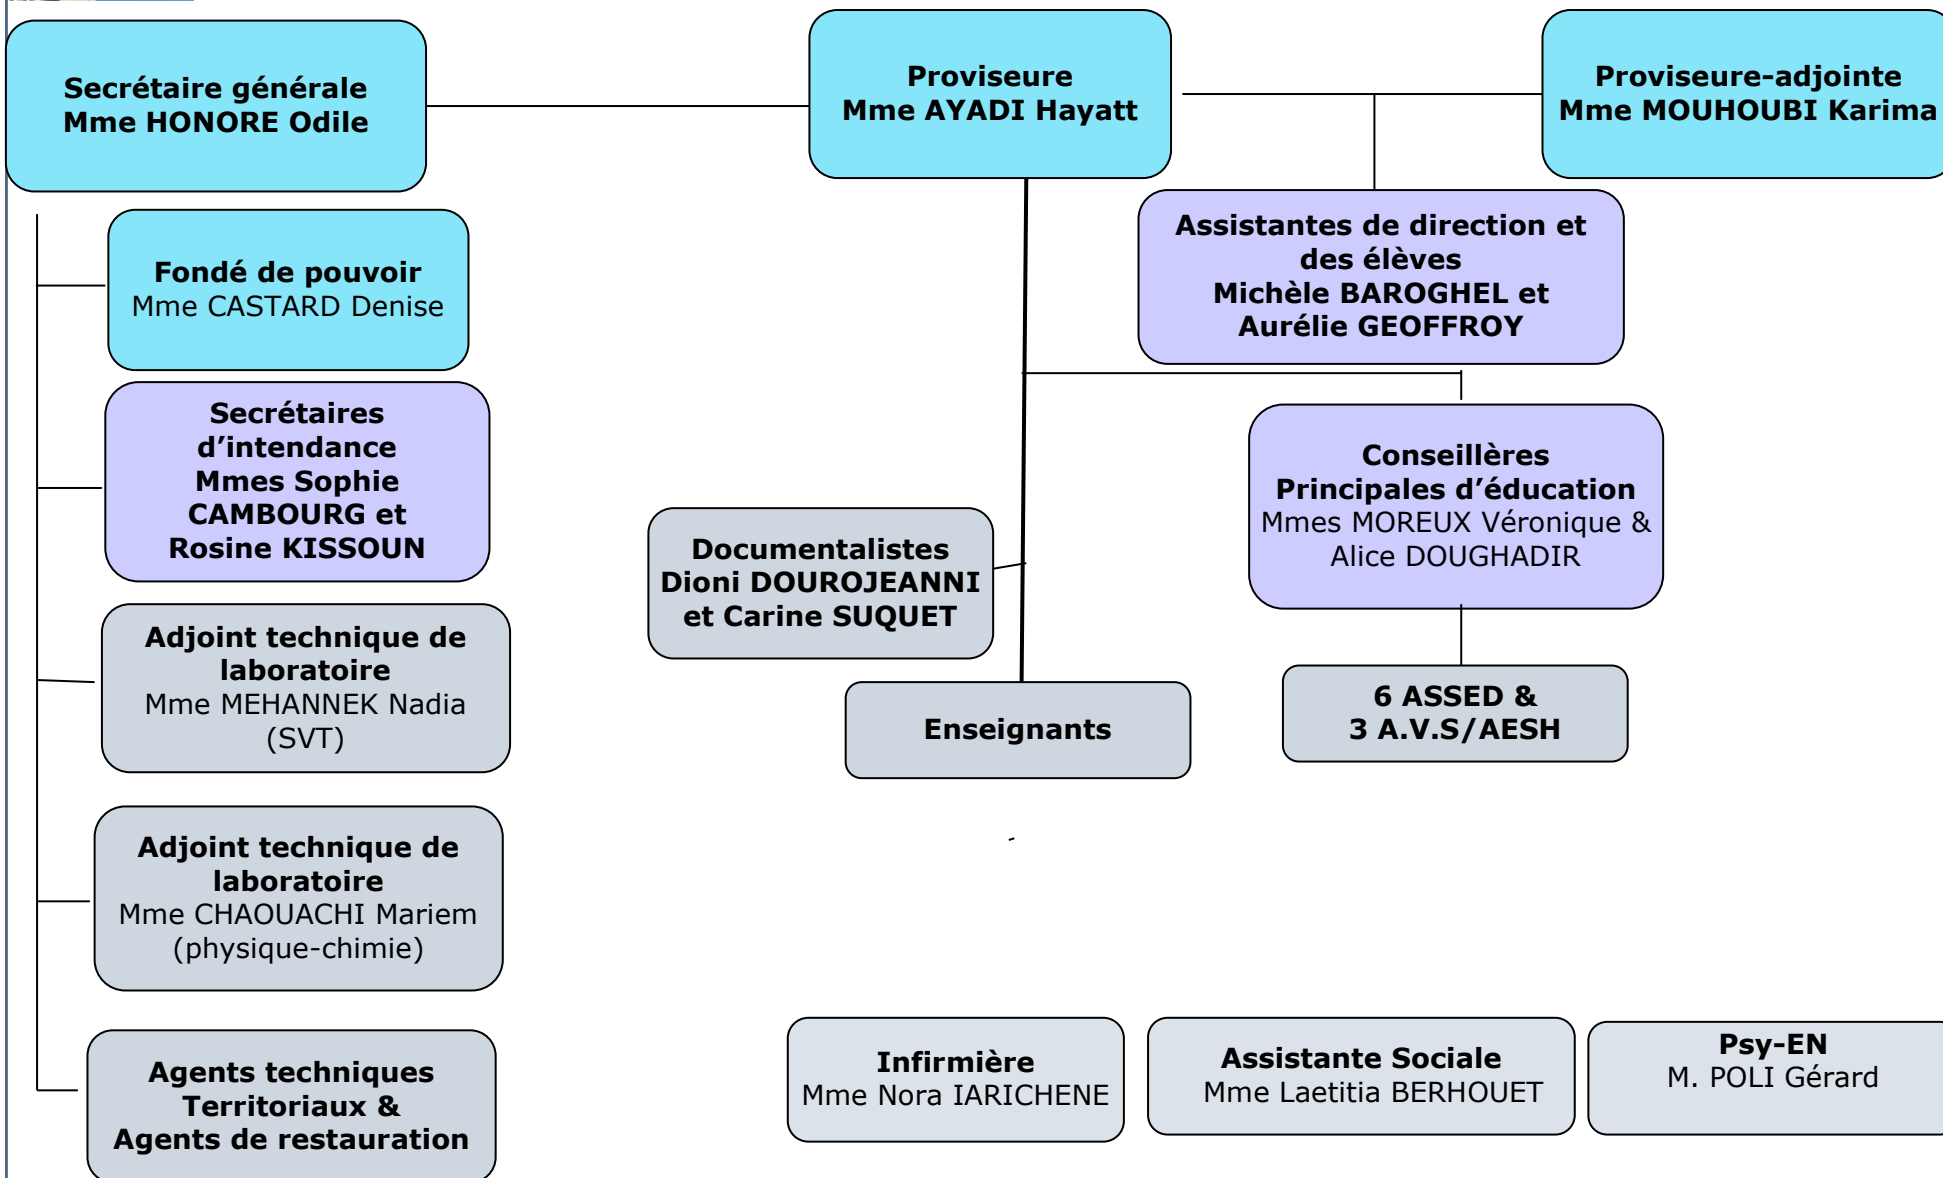 Secrétaire générale
Mme HONORE Odile
Proviseure
Mme AYADI Hayatt
Proviseure-adjointe
Mme MOUHOUBI Karima
Fondé de pouvoir
Mme CASTARD Denise
Assistantes de direction et
des élèves
Michèle BAROGHEL et
Aurélie GEOFFROY
Secrétaires
d’intendance
Mmes Sophie
CAMBOURG et
Rosine KISSOUN
Conseillères
Principales d’éducation
Mmes MOREUX Véronique &
Alice DOUGHADIR
Documentalistes
Dioni DOUROJEANNI
et Carine SUQUET
Adjoint technique de
laboratoire
Mme MEHANNEK Nadia
(SVT)
Enseignants
6 ASSED &
3 A.V.S/AESH
Adjoint technique de
laboratoire
Mme CHAOUACHI Mariem
(physique-chimie)
Agents techniques
Territoriaux &
Agents de restauration
Infirmière
Mme Nora IARICHENE
Assistante Sociale
Mme Laetitia BERHOUET
Psy-EN
M. POLI Gérard